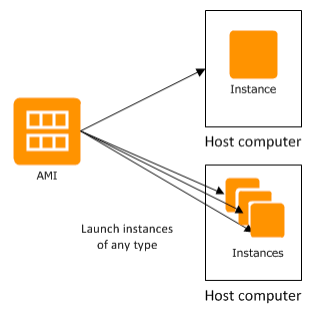 Instance
Host computer
AMI
Launch instances
of any type
Instances
Host computer